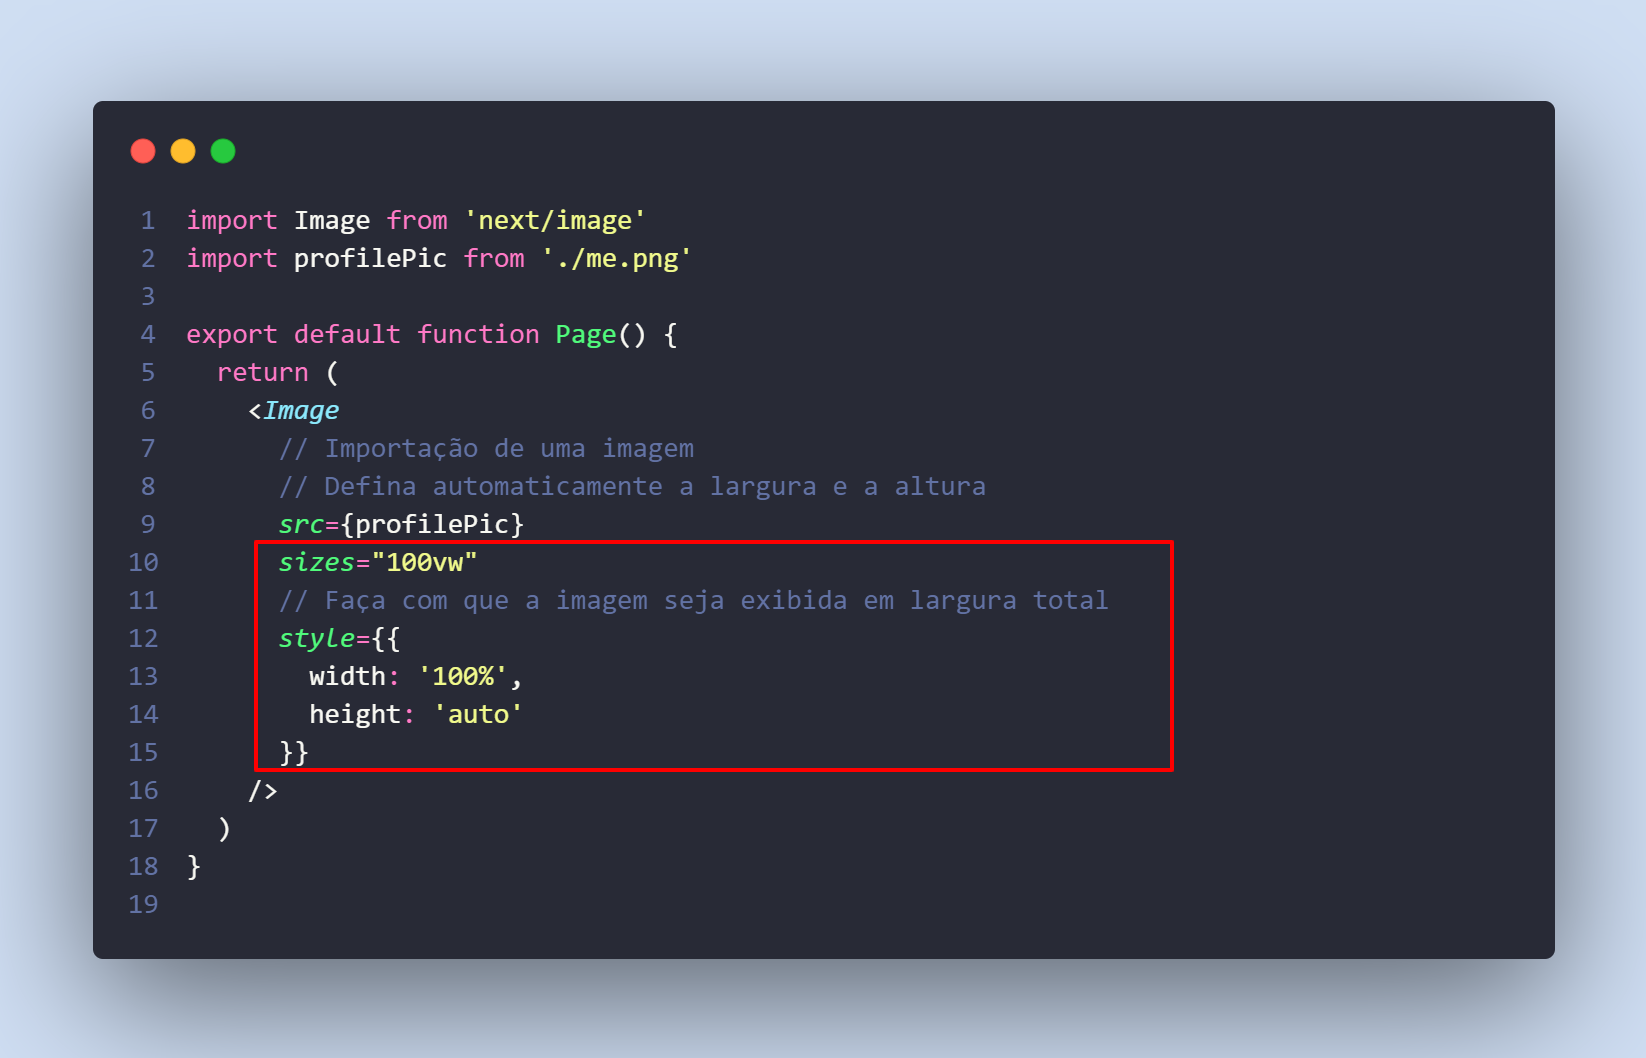 1 import Image from 'next/image'
2 import profilePic from './me.png'
3
4 export default function Page() {
5 return (
6 <Image
7 // Importação de uma imagem
8 // Defina automaticamente a largura e a altura
9 src={profilePic}
10 sizes="100vw"
11 // Faça com que a imagem seja exibida em largura total
12 style={{
13 width: '100%',
14 height: 'auto'
15 }}
16 />
17 )
18 }
19